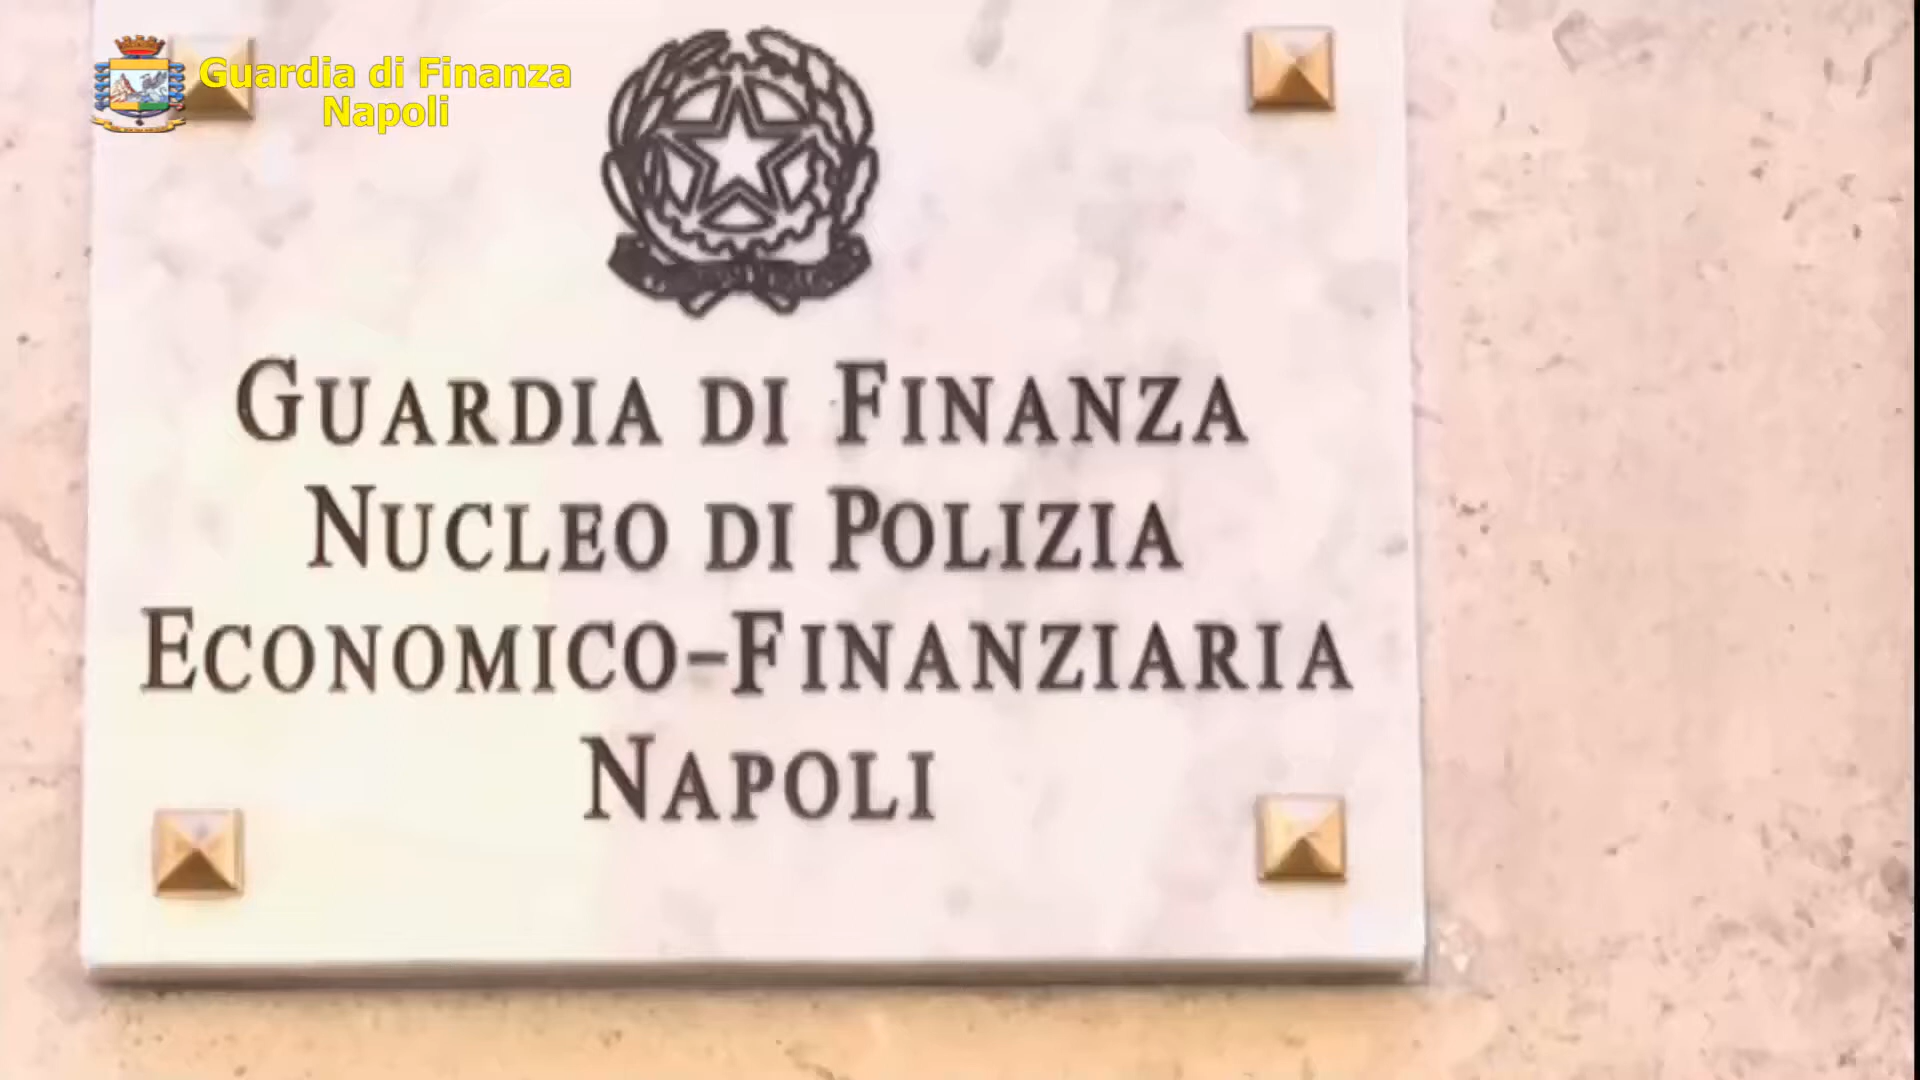 Guardia di Finanza
Napoli
GUARDIA DI FINANZA
NUCLEO DI POLIZIA
ECONOMICO-FINANZIARIA
NAPOLI